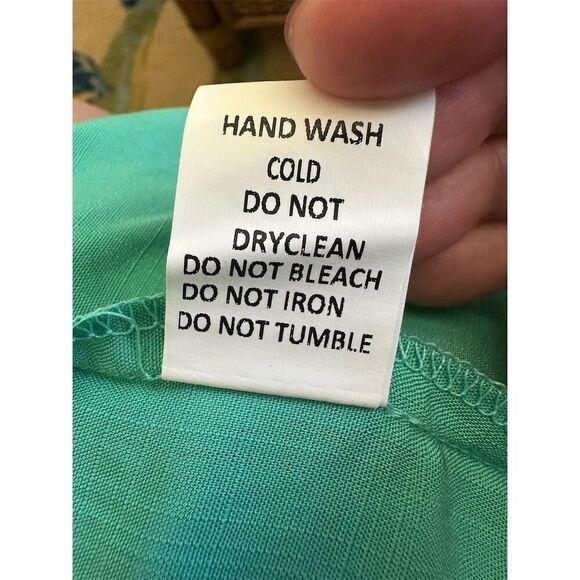 HAND WASH
COLD
DO NOT
DRYCLEAN
DO NOT BLEACH
DO NOT IRON
DO NOT TUMBLE